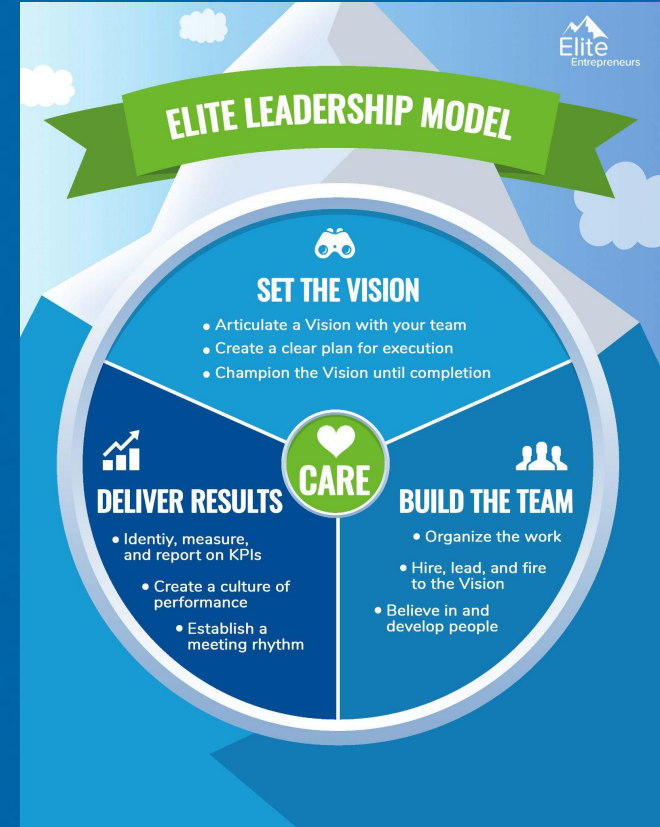 Elite
Entrepreneurs
ELITE LEADERSHIP MODEL
SET THE VISION
• Articulate a Vision with your team
• Create a clear plan for execution
• Champion the Vision until completion
CARE
DELIVER RESULTS
• Identiy, measure,
and report on KPIs
• Create a culture of
performance
• Establish a
meeting rhythm
BUILD THE TEAM
• Organize the work
• Hire, lead, and fire
to the Vision
• Believe in and
develop people